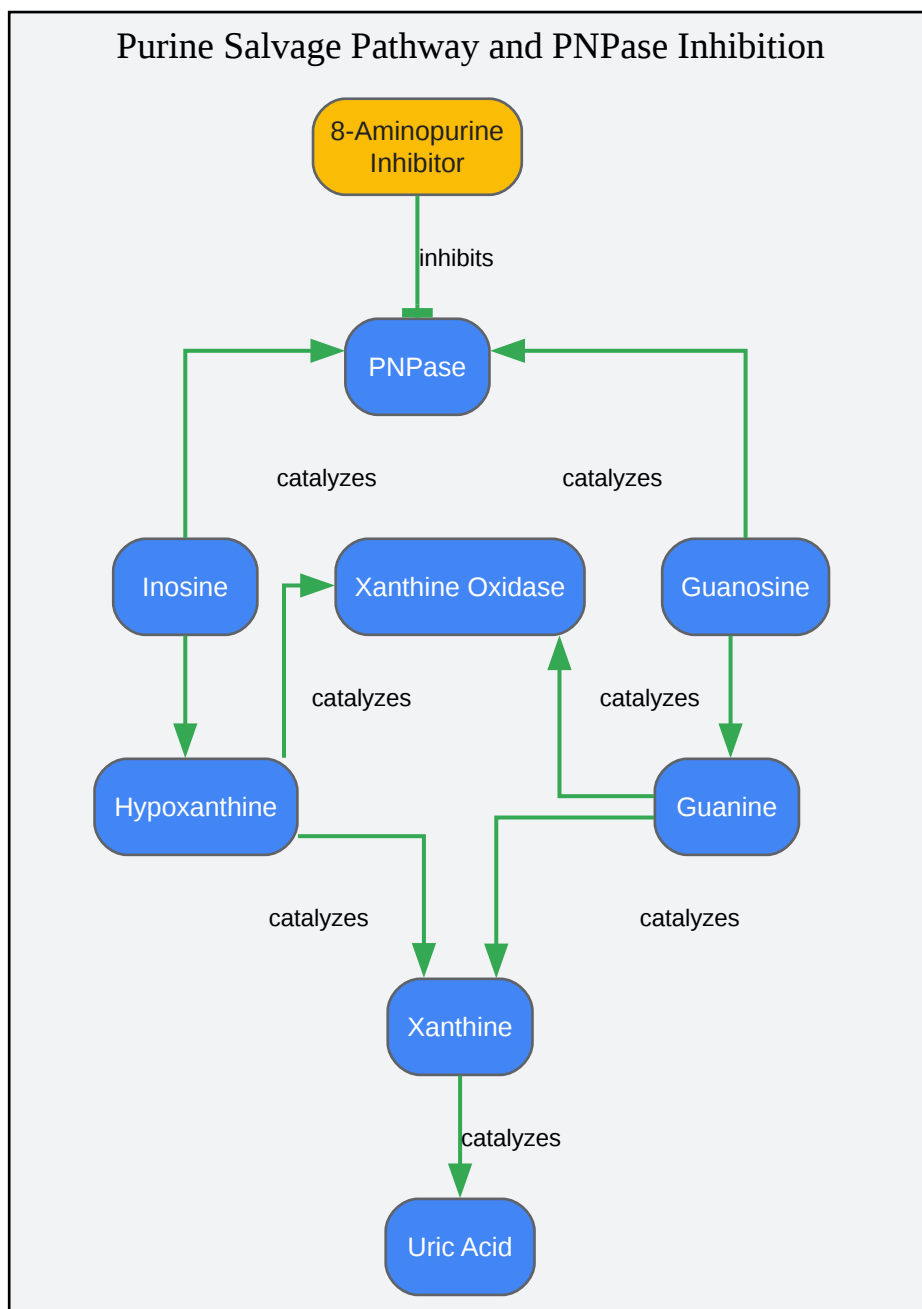 Purine Salvage Pathway and PNPase Inhibition
8-Aminopurine
Inhibitor
inhibits
PNPase
catalyzes
catalyzes
Inosine
Xanthine Oxidase
Guanosine
catalyzes
catalyzes
Hypoxanthine
Guanine
catalyzes
catalyzes
Xanthine
catalyzes
Uric Acid